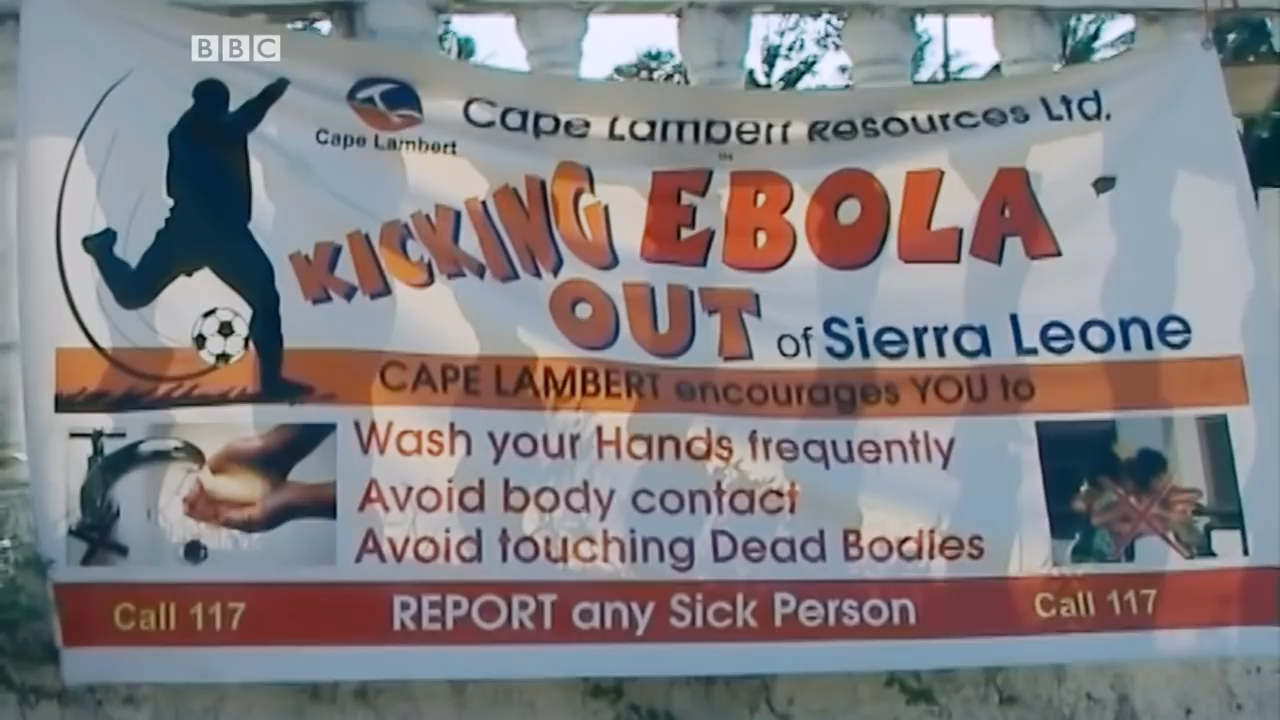 BBC
Cape Lambert Resources Ltd.
Cape Lambert
KICKING EBOLA
OUT of Sierra Leone
CAPE LAMBERT encourages YOU to
Wash your Hands frequently
Avoid body contact
Avoid touching Dead Bodies
Call 117 REPORT any Sick Person Call 117